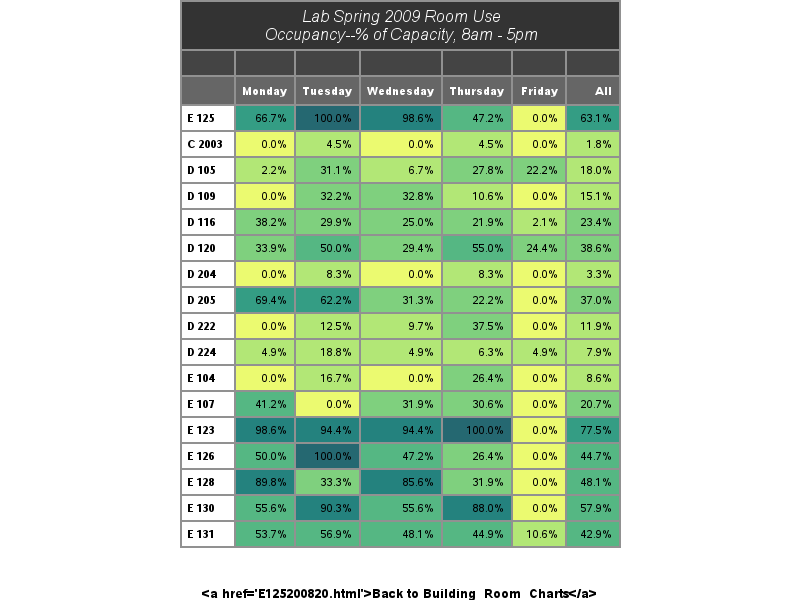 Lab Spring 2009 Room Use
Occupancy--% of Capacity, 8am - 5pm
Monday Tuesday Wednesday Thursday Friday All
E 125 66.7% 100.0% 98.6% 47.2% 0.0% 63.1%
C 2003 0.0% 4.5% 0.0% 4.5% 0.0% 1.8%
D 105 2.2% 31.1% 6.7% 27.8% 22.2% 18.0%
D 109 0.0% 32.2% 32.8% 10.6% 0.0% 15.1%
D 116 38.2% 29.9% 25.0% 21.9% 2.1% 23.4%
D 120 33.9% 50.0% 29.4% 55.0% 24.4% 38.6%
D 204 0.0% 8.3% 0.0% 8.3% 0.0% 3.3%
D 205 69.4% 62.2% 31.3% 22.2% 0.0% 37.0%
D 222 0.0% 12.5% 9.7% 37.5% 0.0% 11.9%
D 224 4.9% 18.8% 4.9% 6.3% 4.9% 7.9%
E 104 0.0% 16.7% 0.0% 26.4% 0.0% 8.6%
E 107 41.2% 0.0% 31.9% 30.6% 0.0% 20.7%
E 123 98.6% 94.4% 94.4% 100.0% 0.0% 77.5%
E 126 50.0% 100.0% 47.2% 26.4% 0.0% 44.7%
E 128 89.8% 33.3% 85.6% 31.9% 0.0% 48.1%
E 130 55.6% 90.3% 55.6% 88.0% 0.0% 57.9%
E 131 53.7% 56.9% 48.1% 44.9% 10.6% 42.9%
<a href='E125200820.html'>Back to Building_Room_Charts</a>